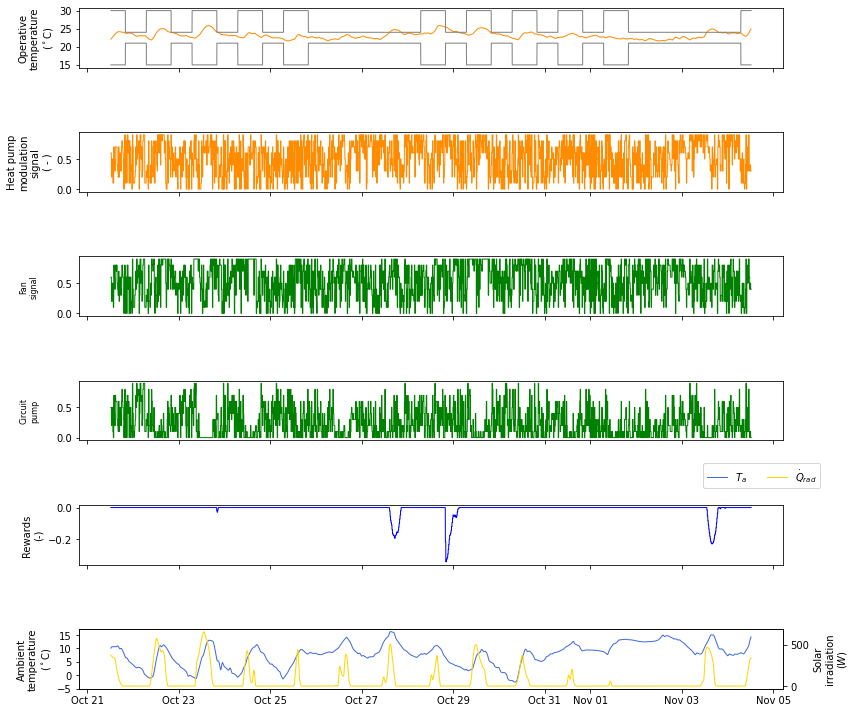 30
25
20
15
Operative
temperature
(°C)
0.5
0.0
Heat pump
modulation
signal
( - )
0.5
0.0
Fan
signal
0.5
0.0
Circuit
pump
T_a
Q̇_rad
0.0
−0.2
Rewards
(-)
15
10
5
0
−5
Ambient
temperature
(°C)
500
0
Solar
irradiation
(W)
Oct 21 Oct 23 Oct 25 Oct 27 Oct 29 Oct 31 Nov 01 Nov 03 Nov 05